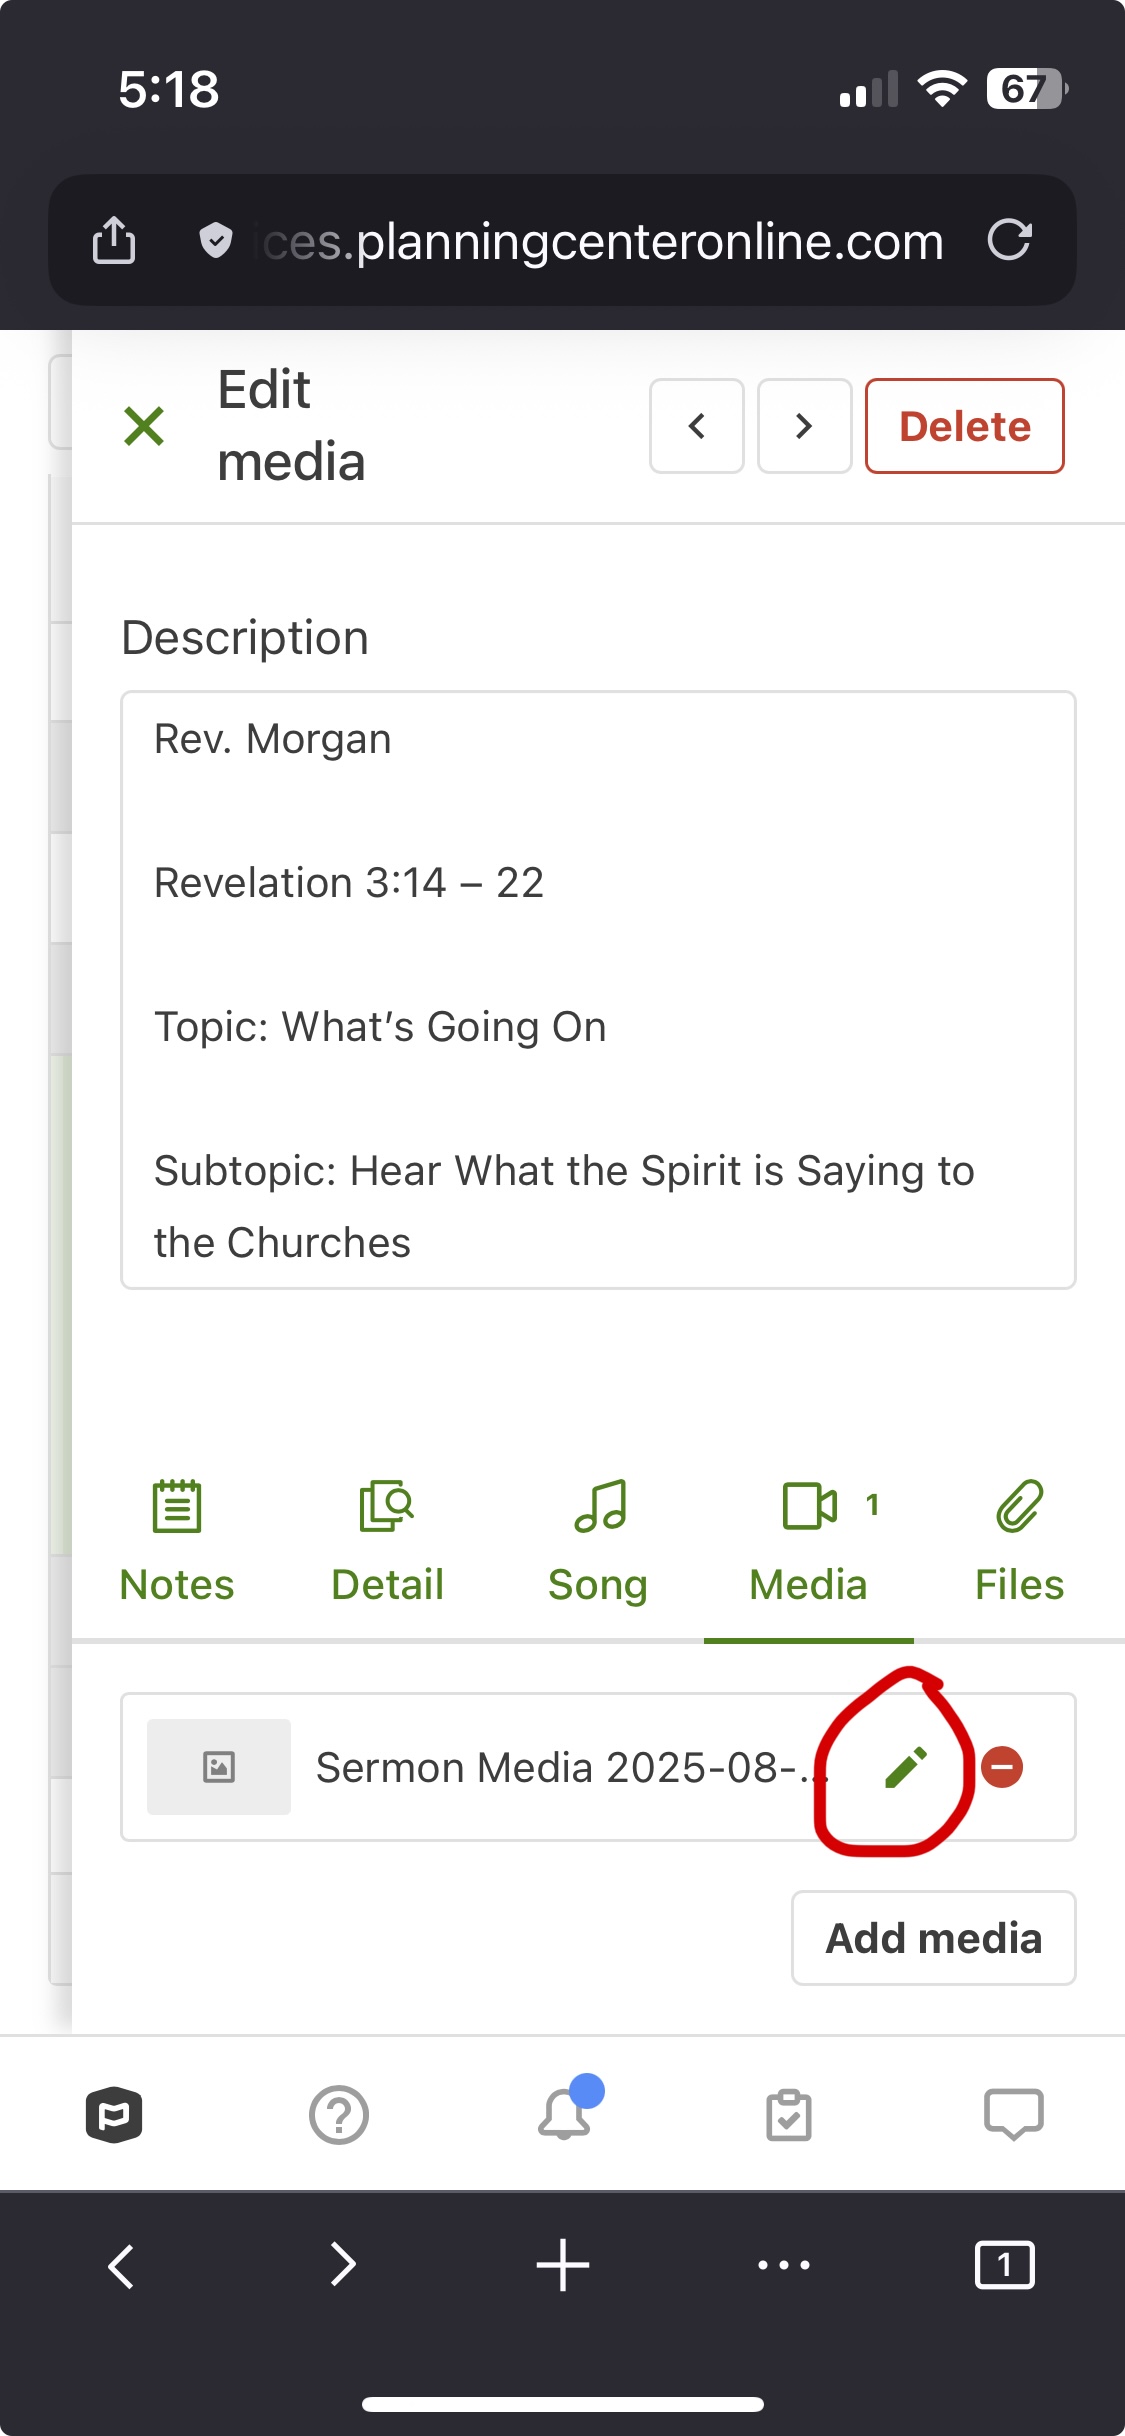 5:18
67
ices.planningcenteronline.com
Edit
media
Delete
Description
Rev. Morgan
Revelation 3:14 – 22
Topic: What’s Going On
Subtopic: Hear What the Spirit is Saying to
the Churches
1
Notes
Detail
Song
Media
Files
Sermon Media 2025-08-...
Add media
1